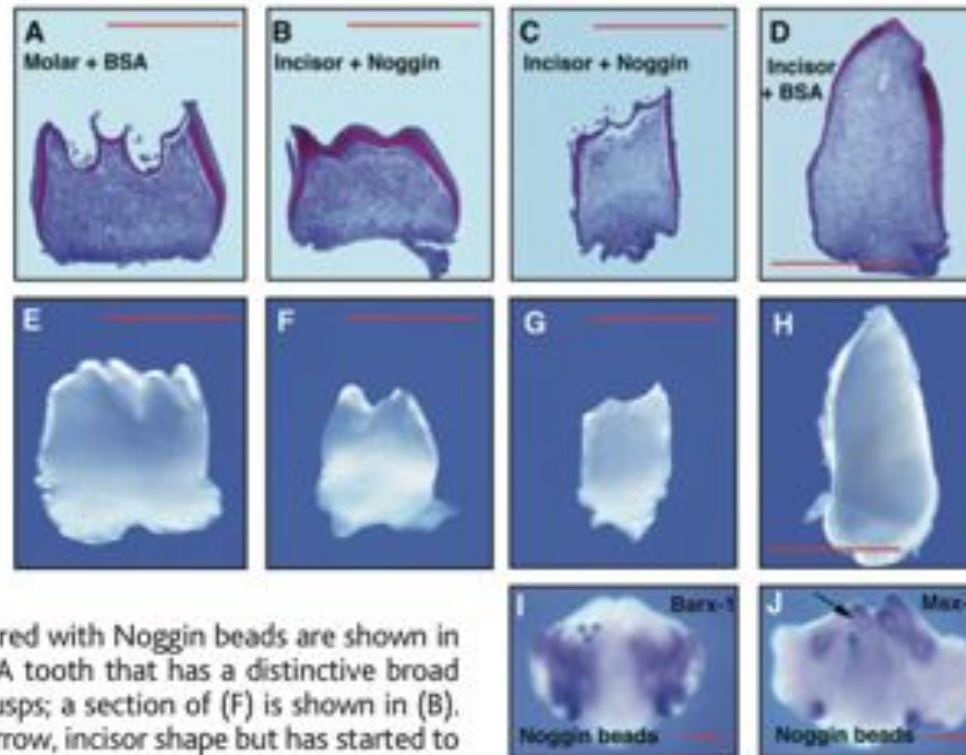 A
Molar + BSA
B
Incisor + Noggin
C
Incisor + Noggin
D
Incisor
+ BSA
E
F
G
H
I
Barx-1
J
Msx-
Noggin beads
Noggin beads
red with Noggin beads are shown in
A tooth that has a distinctive broad
usps; a section of (F) is shown in (B).
rrow, incisor shape but has started to